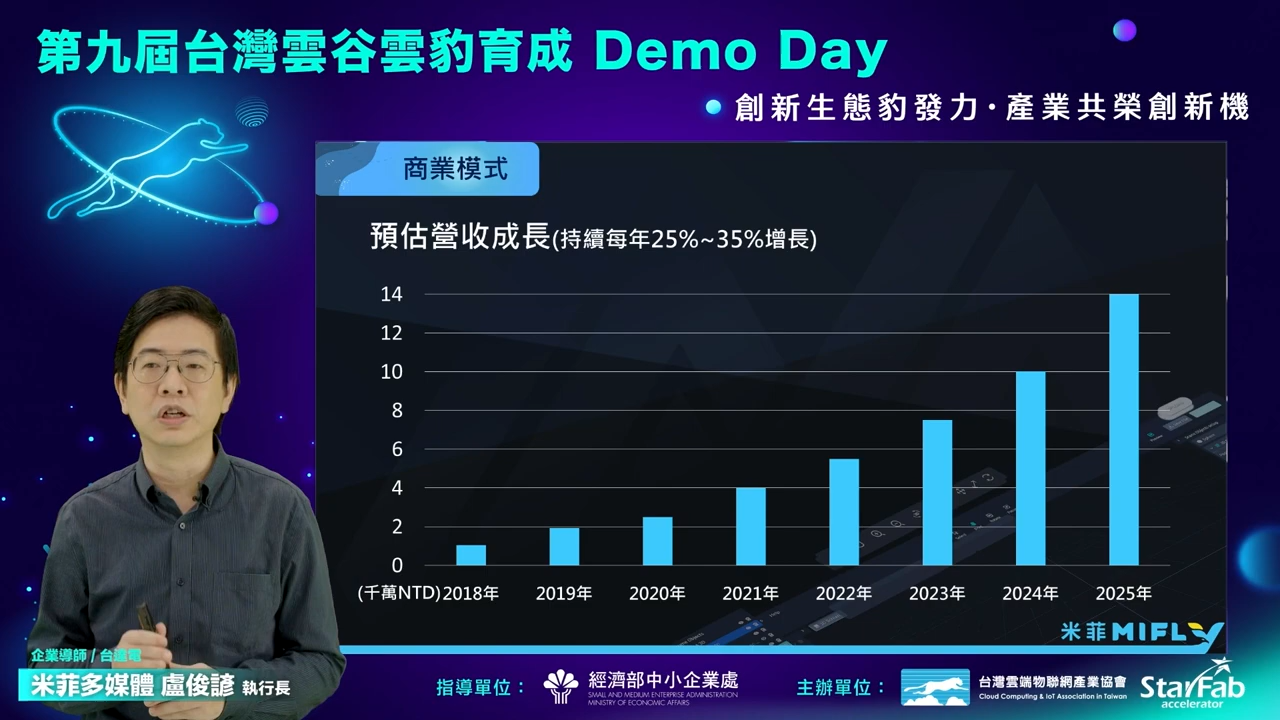 第九屆台灣雲谷雲豹育成 Demo Day
創新生態豹發力·產業共榮創新機
商業模式
預估營收成長(持續每年25%~35%增長)
14
12
10
8
6
4
2
0
(千萬NTD) 2018年 2019年 2020年 2021年 2022年 2023年 2024年 2025年
米菲MIFLY
企業導師 / 台達電
米菲多媒體 盧俊諺 執行長
指導單位：
經濟部中小企業處
SMALL AND MEDIUM ENTERPRISE ADMINISTRATION
MINISTRY OF ECONOMIC AFFAIRS
主辦單位：
台灣雲端物聯網產業協會
Cloud Computing & IoT Association in Taiwan
StarFab
accelerator